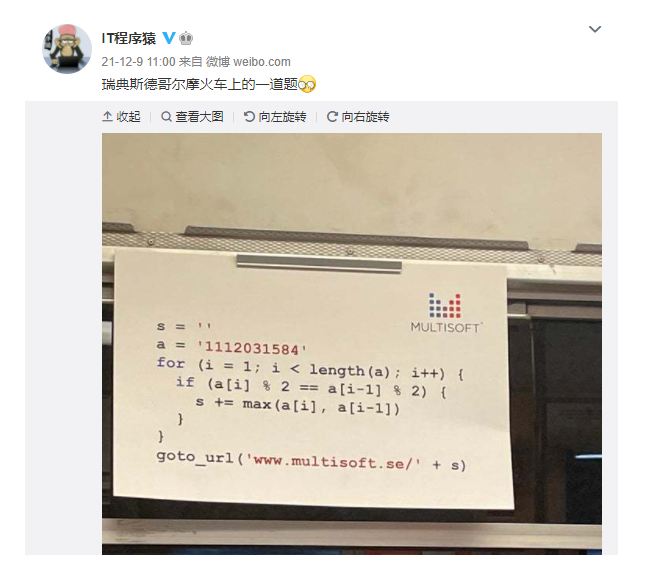 IT程序猿
21-12-9 11:00 来自 微博 weibo.com
瑞典斯德哥尔摩火车上的一道题
收起 查看大图 向左旋转 向右旋转
MULTISOFT
s = ''
a = '1112031584'
for (i = 1; i < length(a); i++) {
if (a[i] % 2 == a[i-1] % 2) {
s += max(a[i], a[i-1])
}
}
goto_url('www.multisoft.se/' + s)